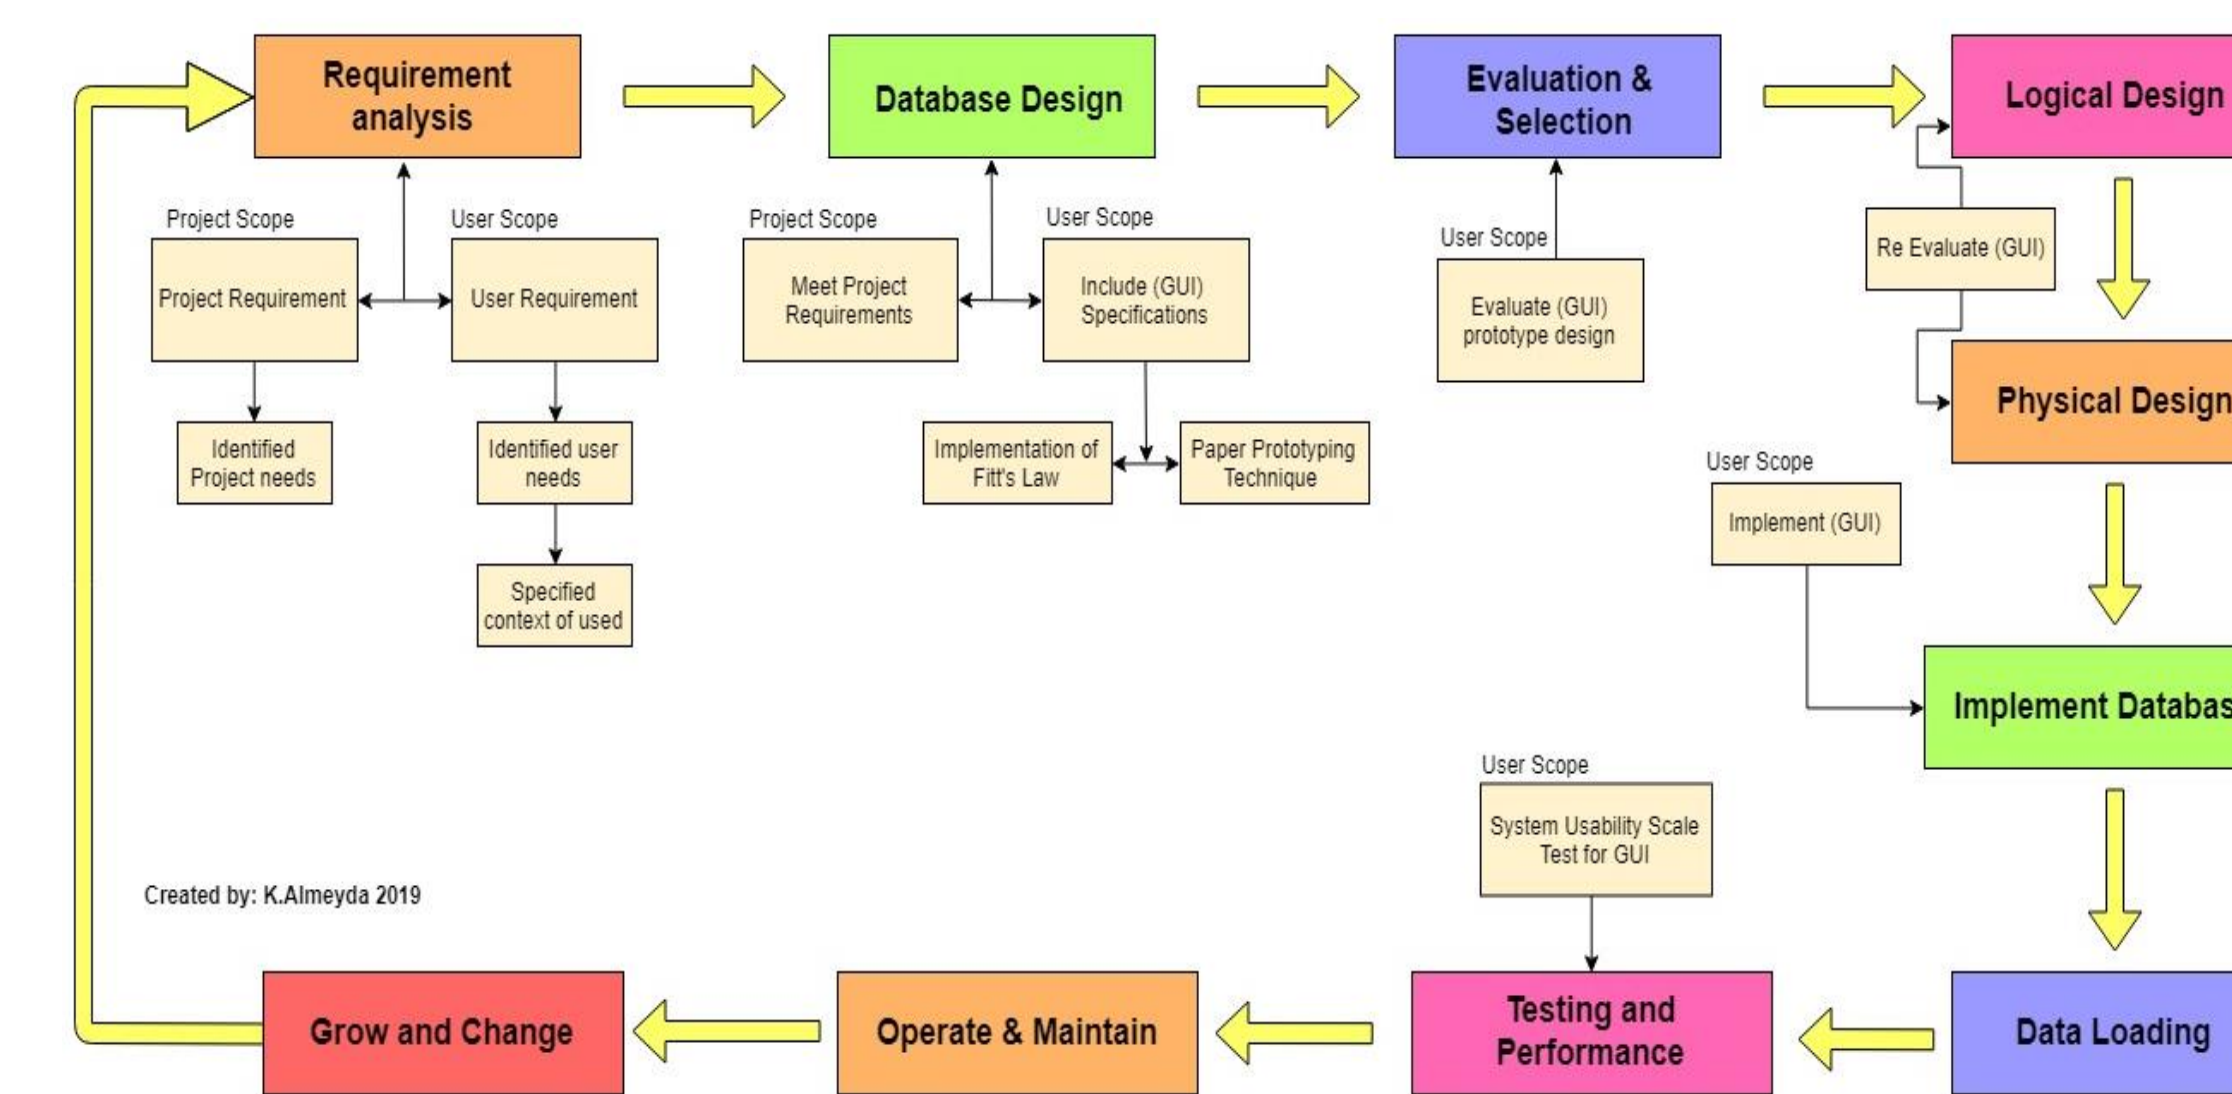 Requirement
analysis
Database Design
Evaluation &
Selection
Logical Design
Project Scope
User Scope
Project Scope
User Scope
User Scope
Project Requirement
User Requirement
Meet Project
Requirements
Include (GUI)
Specifications
Evaluate (GUI)
prototype design
Re Evaluate (GUI)
Physical Design
Identified
Project needs
Identified user
needs
Implementation of
Fitt's Law
Paper Prototyping
Technique
User Scope
Implement (GUI)
Specified
context of used
Implement Databas
User Scope
System Usability Scale
Test for GUI
Created by: K.Almeyda 2019
Grow and Change
Operate & Maintain
Testing and
Performance
Data Loading